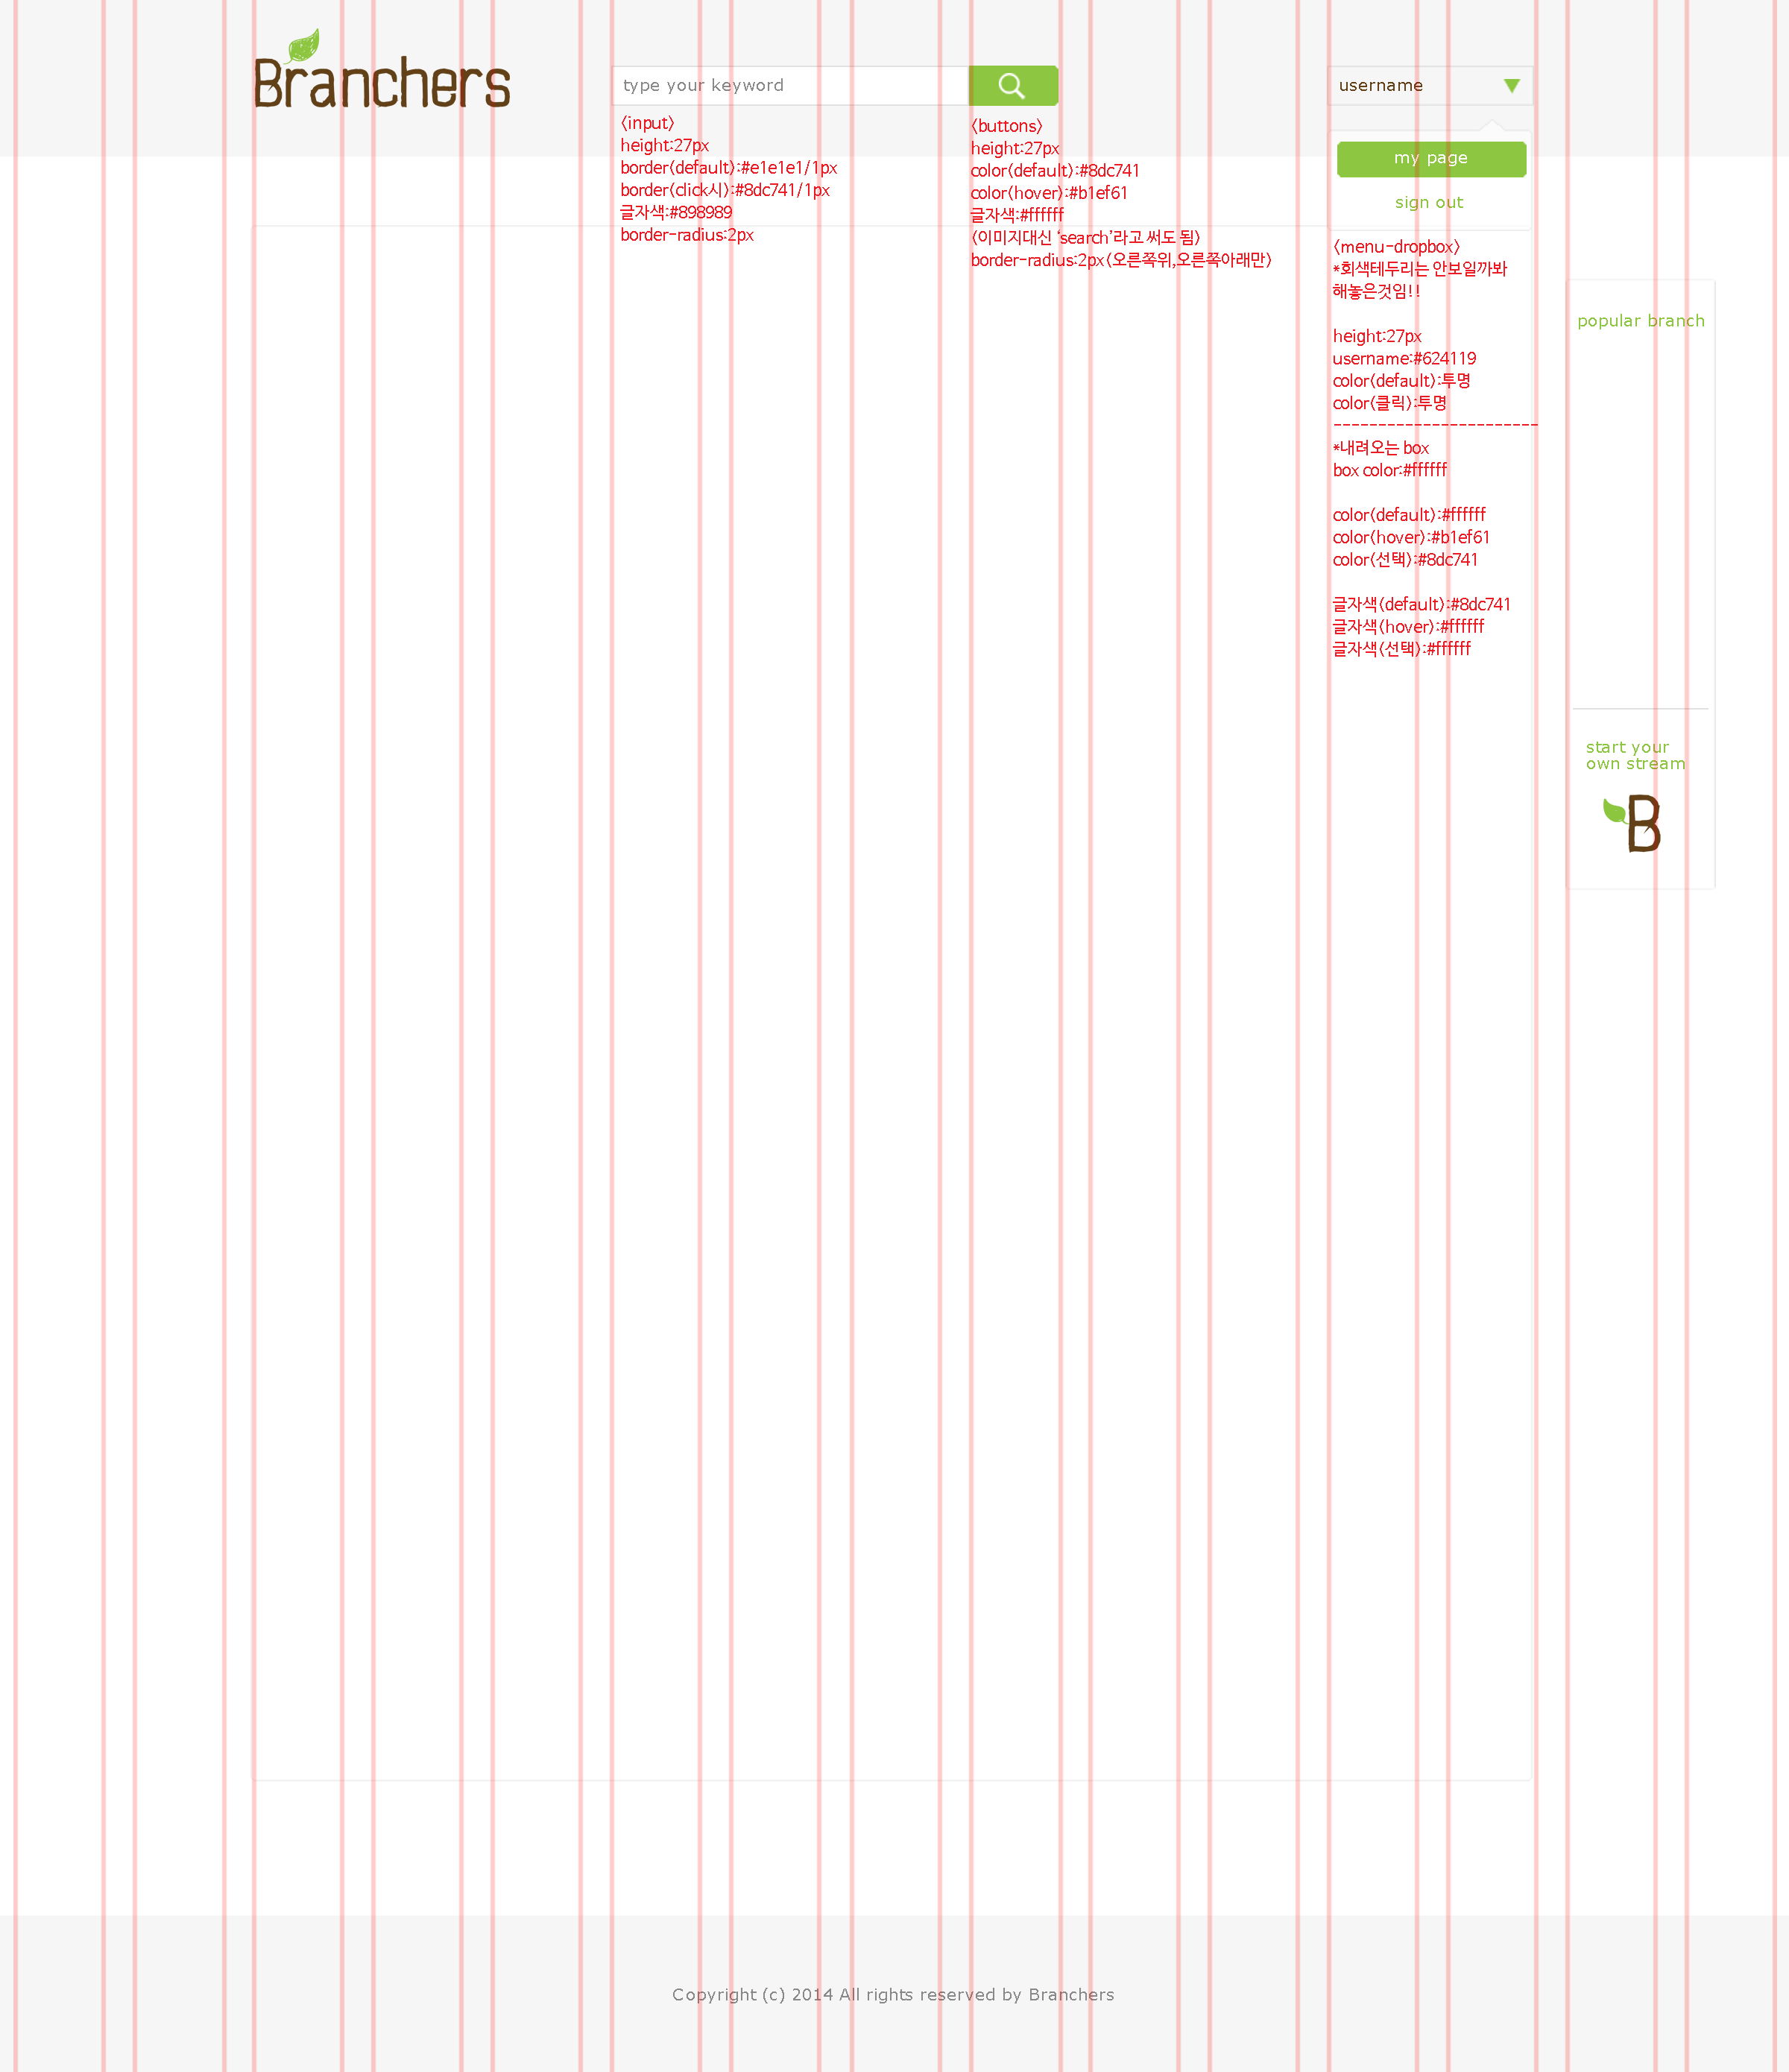 Branchers
type your keyword
username
<input>
height:27px
border(default):#e1e1e1/1px
border(click시):#8dc741/1px
글자색:#898989
border-radius:2px
<buttons>
height:27px
color(default):#8dc741
color(hover):#b1ef61
글자색:#ffffff
(이미지대신 ‘search’라고 써도 됨)
border-radius:2px(오른쪽위,오른쪽아래만)
my page
sign out
<menu-dropbox>
*회색테두리는 안보일까봐
해놓은것임!!
height:27px
username:#624119
color(default):투명
color(클릭):투명
-----------------------
*내려오는 box
box color:#ffffff
color(default):#ffffff
color(hover):#b1ef61
color(선택):#8dc741
글자색(default):#8dc741
글자색(hover):#ffffff
글자색(선택):#ffffff
popular branch
start your
own stream
B
Copyright (c) 2014 All rights reserved by Branchers